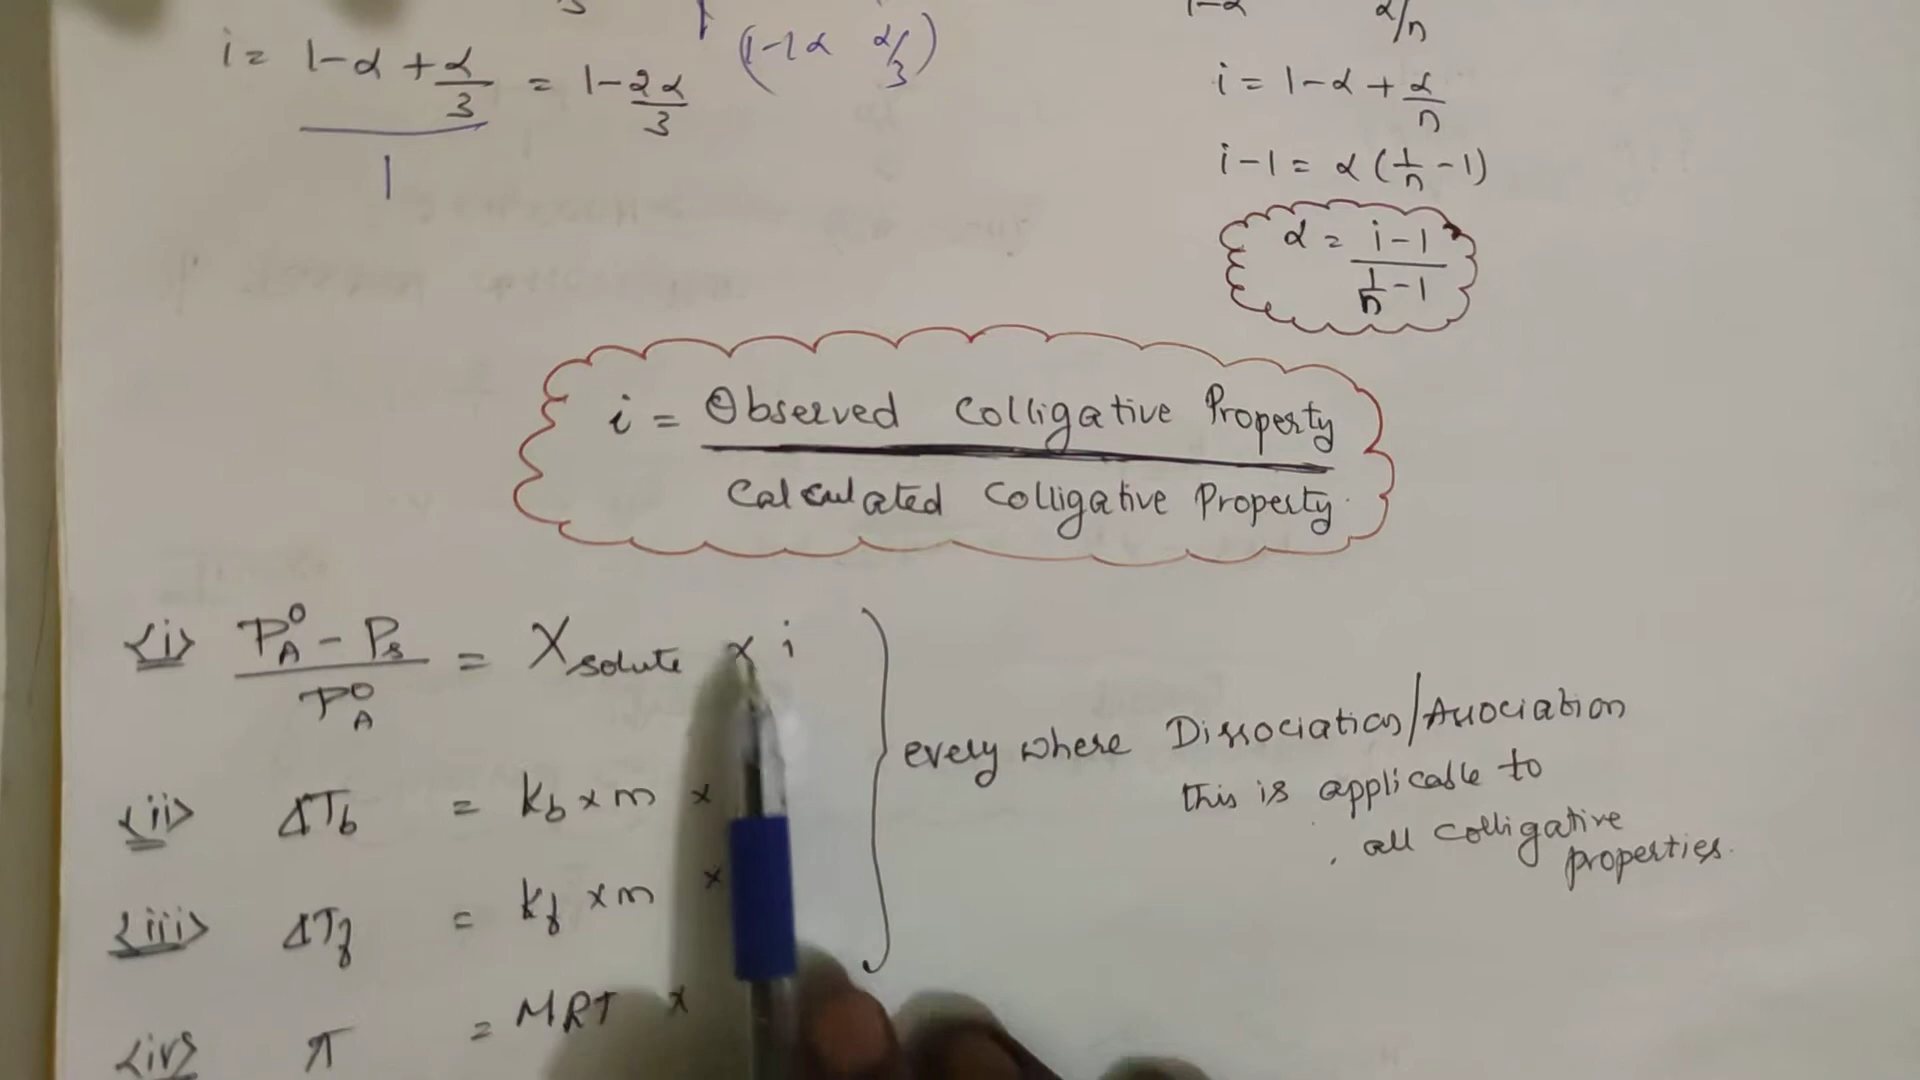 i = 1-α + α/3 / 1 = 1-2α/3
(1-1α α/3)
1-α α/n
i = 1-α + α/n
i-1 = α (1/n - 1)
α = i-1 / 1/n - 1
i = Observed Colligative Property
Calculated Colligative Property.
<i> P°A - Ps / P°A = Xsolute × i
<ii> ΔTb = Kb × m ×
<iii> ΔTf = Kf × m ×
<iv> π = MRT ×
every where Dissociation/Association
this is applicable to
all colligative
properties.